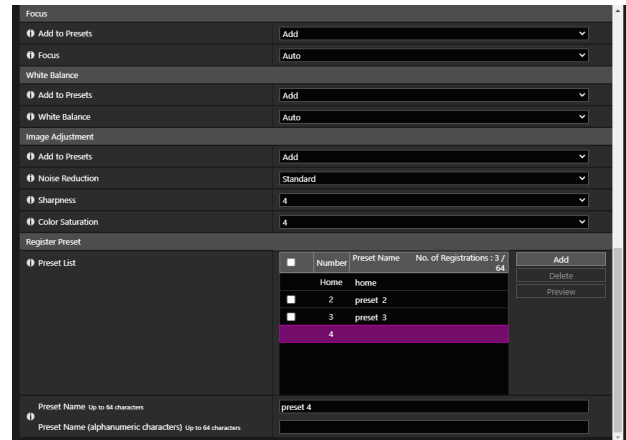 Focus
Add to Presets Add
Focus Auto
White Balance
Add to Presets Add
White Balance Auto
Image Adjustment
Add to Presets Add
Noise Reduction Standard
Sharpness 4
Color Saturation 4
Register Preset
Preset List
Number Preset Name No. of Registrations : 3 / 64
Home home
2 preset 2
3 preset 3
4
Add
Delete
Preview
Preset Name Up to 64 characters preset 4
Preset Name (alphanumeric characters) Up to 64 characters